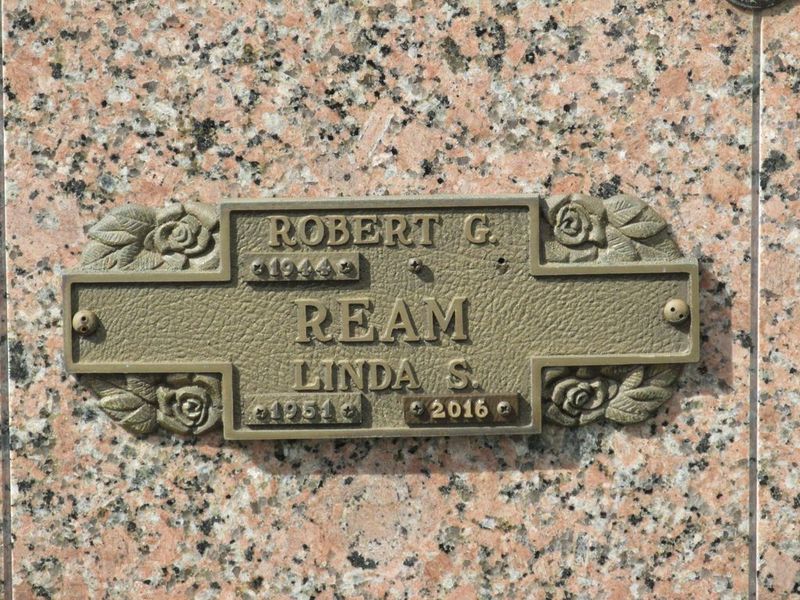 ROBERT G.
1944
REAM
LINDA S.
1951 2016